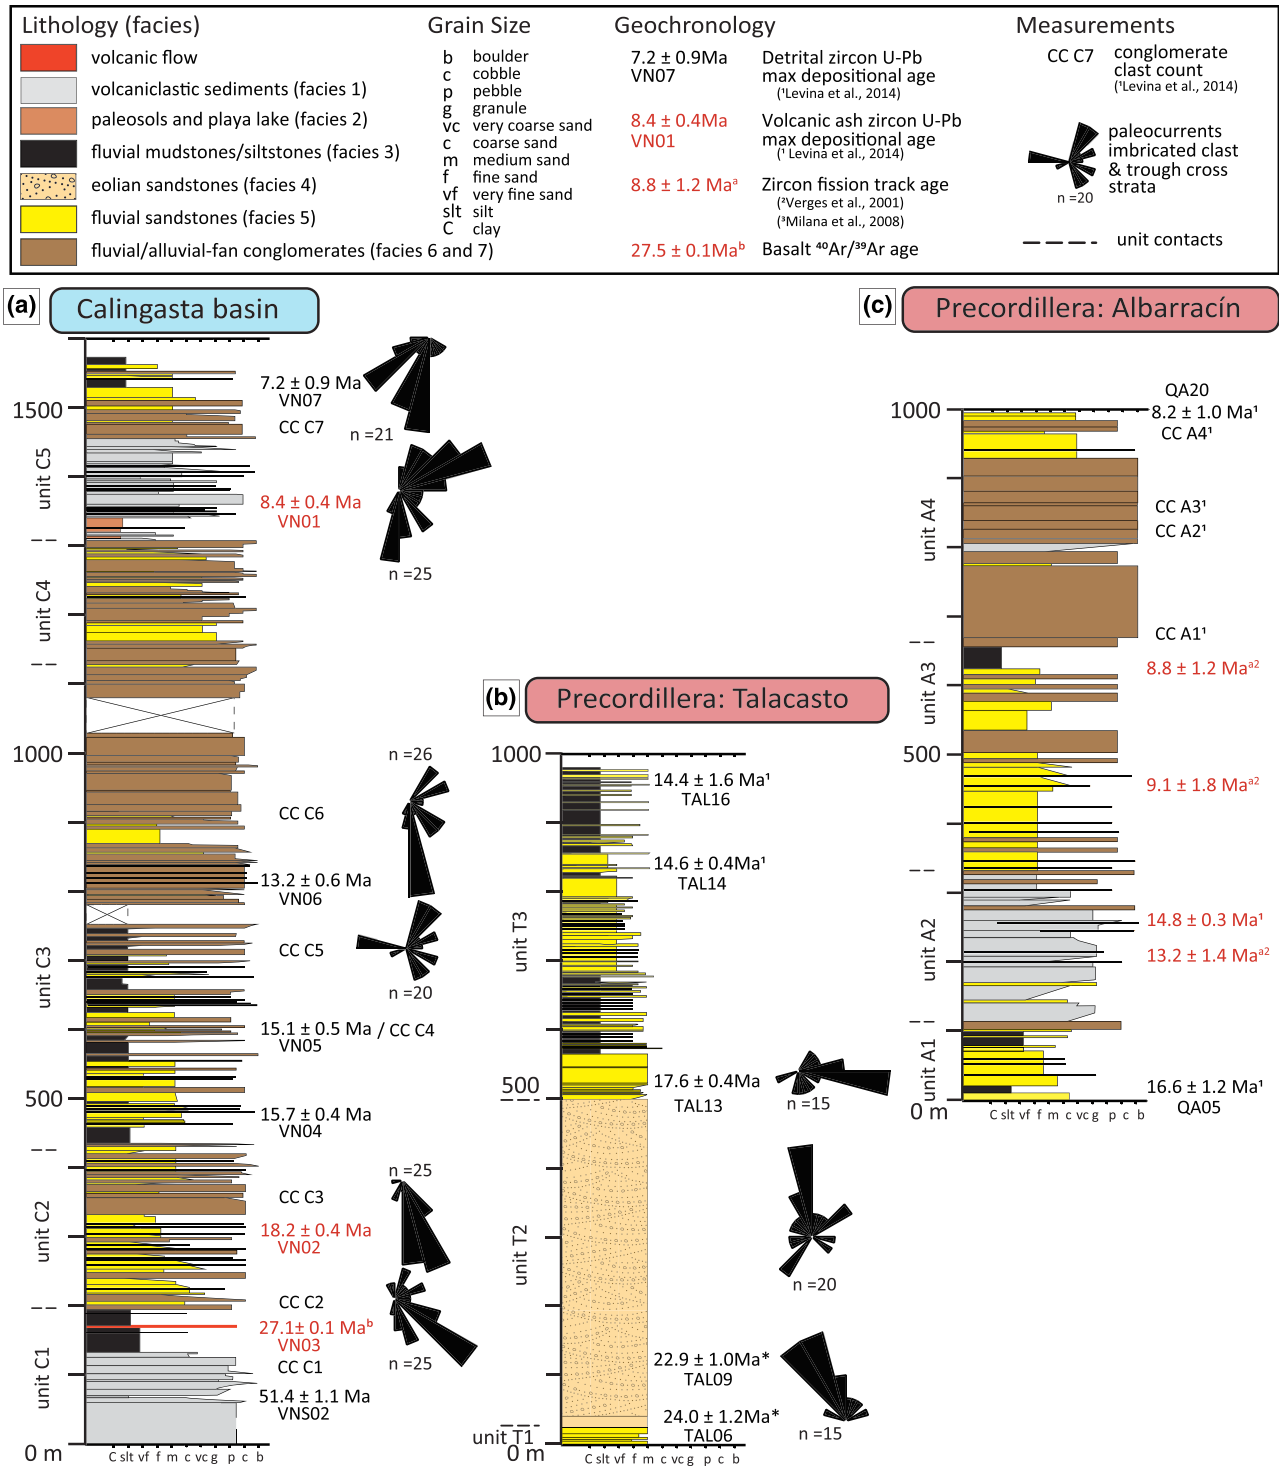 Lithology (facies)
volcanic flow
volcaniclastic sediments (facies 1)
paleosols and playa lake (facies 2)
fluvial mudstones/siltstones (facies 3)
eolian sandstones (facies 4)
fluvial sandstones (facies 5)
fluvial/alluvial-fan conglomerates (facies 6 and 7)
Grain Size
b boulder
c cobble
p pebble
g granule
vc very coarse sand
c coarse sand
m medium sand
f fine sand
vf very fine sand
slt silt
C clay
Geochronology
7.2 ± 0.9Ma Detrital zircon U-Pb
VN07 max depositional age
(¹Levina et al., 2014)
8.4 ± 0.4Ma Volcanic ash zircon U-Pb
VN01 max depositional age
(¹ Levina et al., 2014)
8.8 ± 1.2 Maᵃ Zircon fission track age
(²Verges et al., 2001)
(³Milana et al., 2008)
27.5 ± 0.1Maᵇ Basalt ⁴⁰Ar/³⁹Ar age
Measurements
CC C7 conglomerate
clast count
(¹Levina et al., 2014)
paleocurrents
imbricated clast
& trough cross
strata
n =20
unit contacts
(a) Calingasta basin
1500
1000
500
0 m
unit C5
unit C4
unit C3
unit C2
unit C1
7.2 ± 0.9 Ma
VN07
CC C7
n =21
8.4 ± 0.4 Ma
VN01
n =25
n =26
CC C6
13.2 ± 0.6 Ma
VN06
CC C5
n =20
15.1 ± 0.5 Ma / CC C4
VN05
15.7 ± 0.4 Ma
VN04
n =25
CC C3
18.2 ± 0.4 Ma
VN02
CC C2
27.1± 0.1 Maᵇ
VN03
n =25
CC C1
51.4 ± 1.1 Ma
VNS02
C slt vf f m c vc g p c b
(b) Precordillera: Talacasto
1000
500
0 m
unit T3
unit T2
unit T1
14.4 ± 1.6 Ma¹
TAL16
14.6 ± 0.4Ma¹
TAL14
17.6 ± 0.4Ma
TAL13
n =15
n =20
22.9 ± 1.0Ma*
TAL09
24.0 ± 1.2Ma*
TAL06
n =15
C slt vf f m c vc g p c b
(c) Precordillera: Albarracín
1000
500
0 m
unit A4
unit A3
unit A2
unit A1
QA20
8.2 ± 1.0 Ma¹
CC A4¹
CC A3¹
CC A2¹
CC A1¹
8.8 ± 1.2 Maᵃ²
9.1 ± 1.8 Maᵃ²
14.8 ± 0.3 Ma¹
13.2 ± 1.4 Maᵃ²
16.6 ± 1.2 Ma¹
QA05
C slt vf f m c vc g p c b